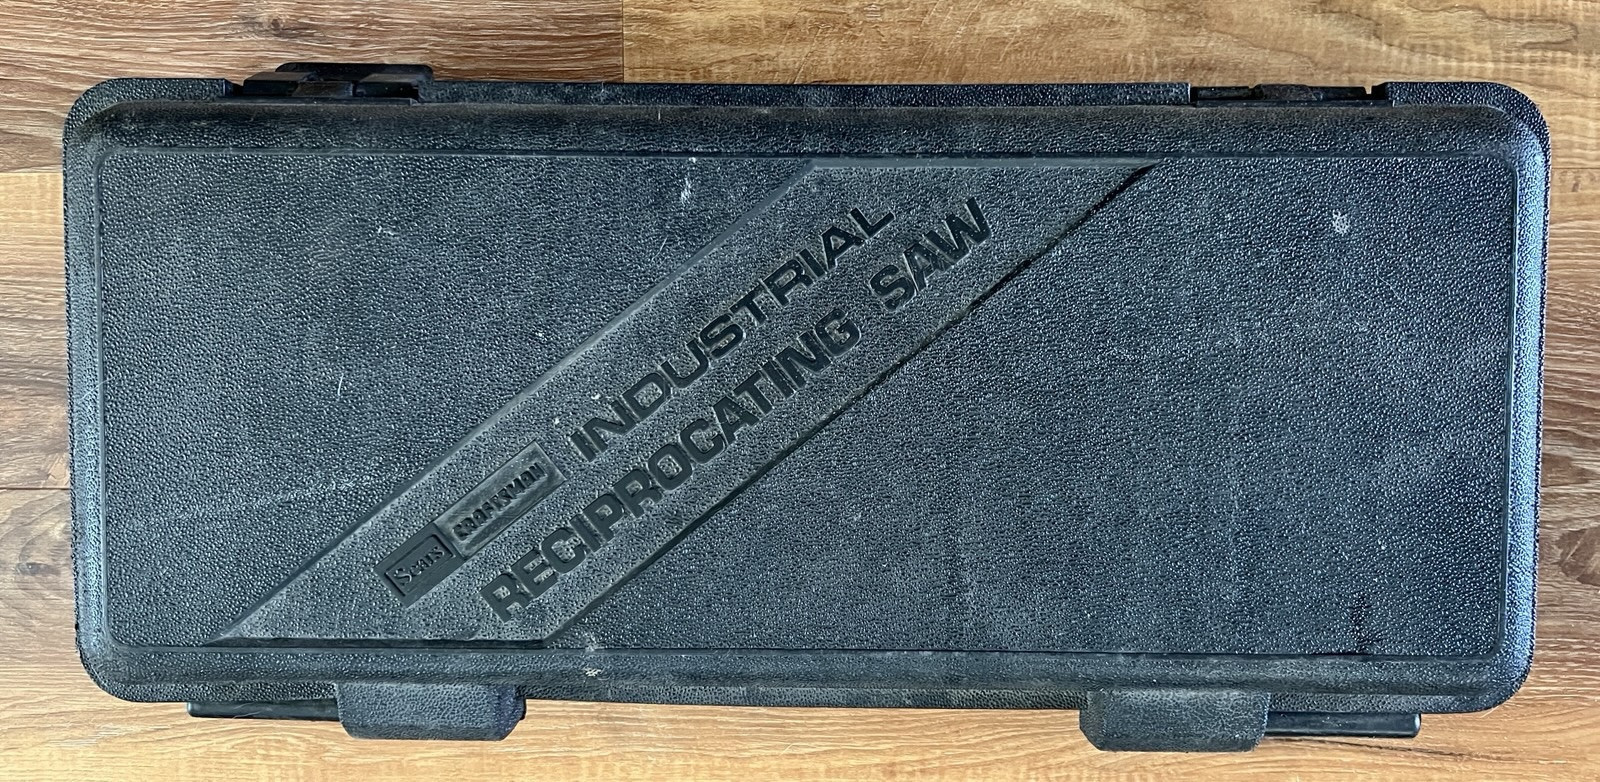 Sears CRAFTSMAN INDUSTRIAL
RECIPROCATING SAW